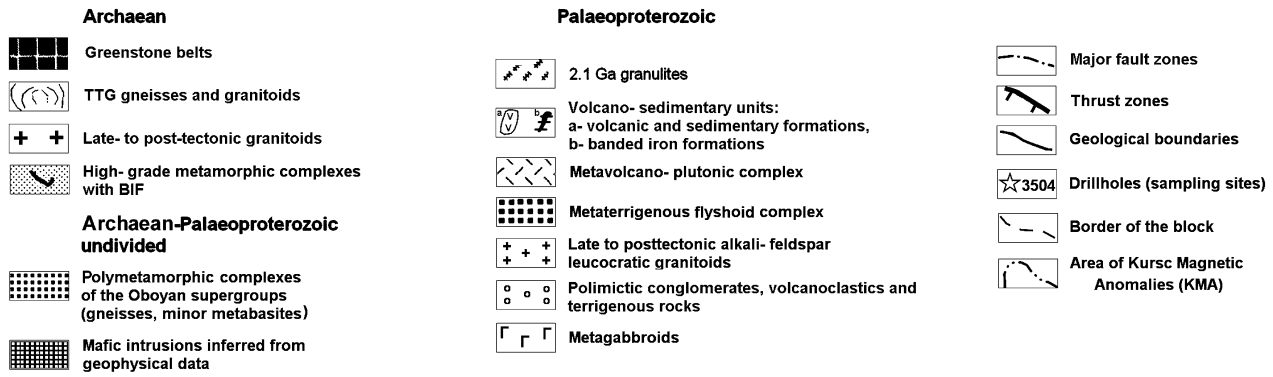 Archaean
Greenstone belts
TTG gneisses and granitoids
Late- to post-tectonic granitoids
High- grade metamorphic complexes
with BIF
Archaean-Palaeoproterozoic
undivided
Polymetamorphic complexes
of the Oboyan supergroups
(gneisses, minor metabasites)
Mafic intrusions inferred from
geophysical data
Palaeoproterozoic
2.1 Ga granulites
a b
V
V
Volcano- sedimentary units:
a- volcanic and sedimentary formations,
b- banded iron formations
Metavolcano- plutonic complex
Metaterrigenous flyshoid complex
Late to posttectonic alkali- feldspar
leucocratic granitoids
Polimictic conglomerates, volcanoclastics and
terrigenous rocks
Metagabbroids
Major fault zones
Thrust zones
Geological boundaries
3504 Drillholes (sampling sites)
Border of the block
Area of Kursc Magnetic
Anomalies (KMA)